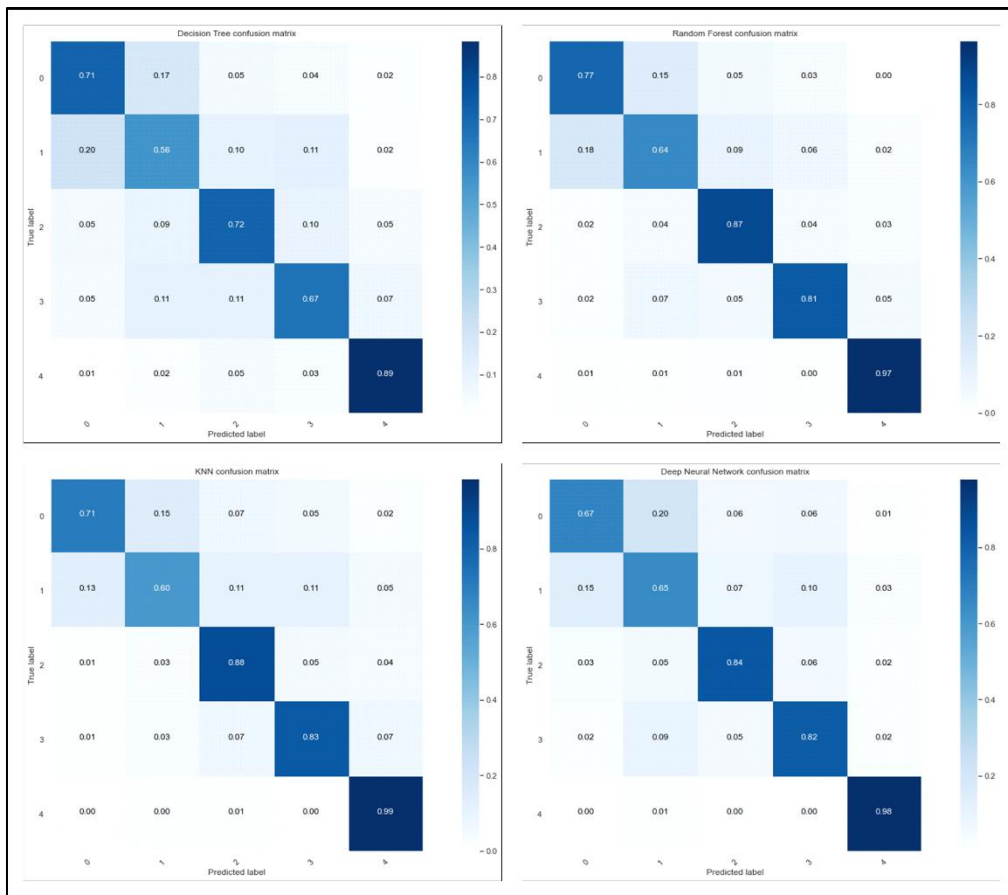 Decision Tree confusion matrix
0 0.71 0.17 0.05 0.04 0.02
1 0.20 0.56 0.10 0.11 0.02
2 0.05 0.09 0.72 0.10 0.05
3 0.05 0.11 0.11 0.67 0.07
4 0.01 0.02 0.05 0.03 0.89
0 1 2 3 4
True label
Predicted label
0.8
0.7
0.6
0.5
0.4
0.3
0.2
0.1
Random Forest confusion matrix
0 0.77 0.15 0.05 0.03 0.00
1 0.18 0.64 0.09 0.06 0.02
2 0.02 0.04 0.87 0.04 0.03
3 0.02 0.07 0.05 0.81 0.05
4 0.01 0.01 0.01 0.00 0.97
0 1 2 3 4
True label
Predicted label
0.8
0.6
0.4
0.2
0.0
KNN confusion matrix
0 0.71 0.15 0.07 0.05 0.02
1 0.13 0.60 0.11 0.11 0.05
2 0.01 0.03 0.88 0.05 0.04
3 0.01 0.03 0.07 0.83 0.07
4 0.00 0.00 0.01 0.00 0.99
0 1 2 3 4
True label
Predicted label
0.8
0.6
0.4
0.2
0.0
Deep Neural Network confusion matrix
0 0.67 0.20 0.06 0.06 0.01
1 0.15 0.65 0.07 0.10 0.03
2 0.03 0.05 0.84 0.06 0.02
3 0.02 0.09 0.05 0.82 0.02
4 0.00 0.01 0.00 0.00 0.98
0 1 2 3 4
True label
Predicted label
0.8
0.6
0.4
0.2